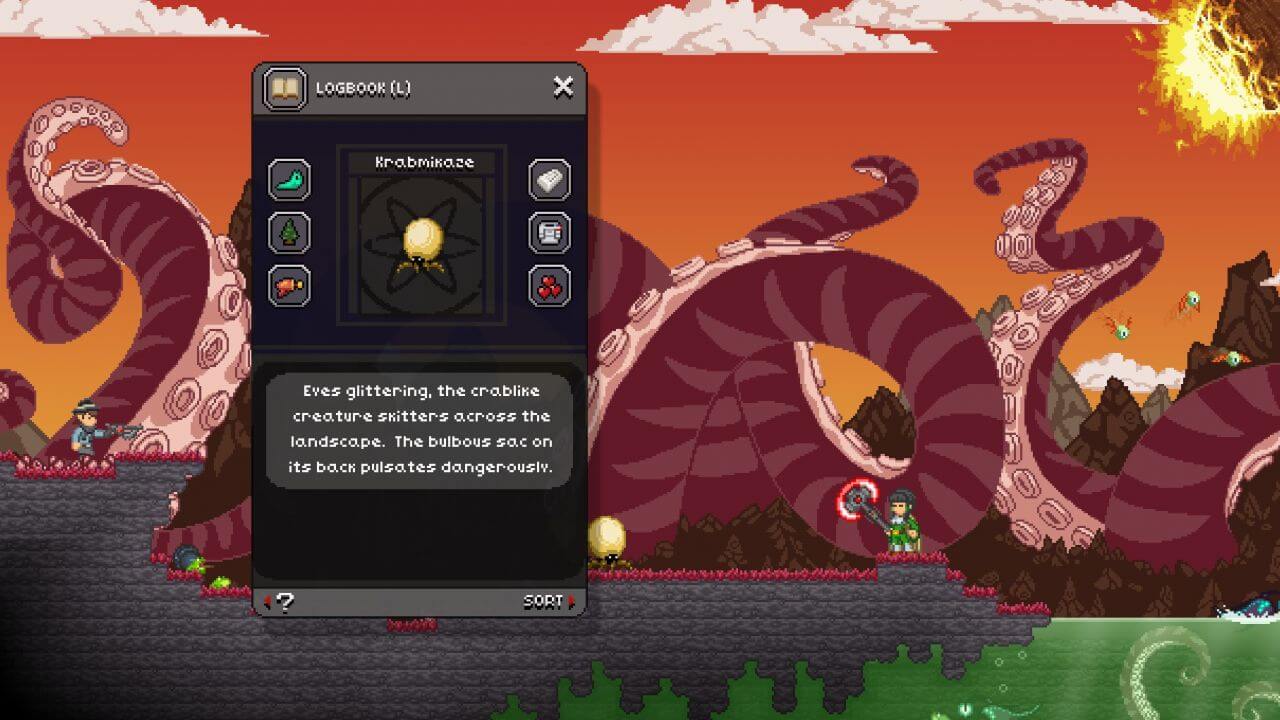 LOGBOOK (L)
Krabmikaze
Eyes glittering, the crablike
creature skitters across the
landscape. The bulbous sac on
its back pulsates dangerously.
?
SORT